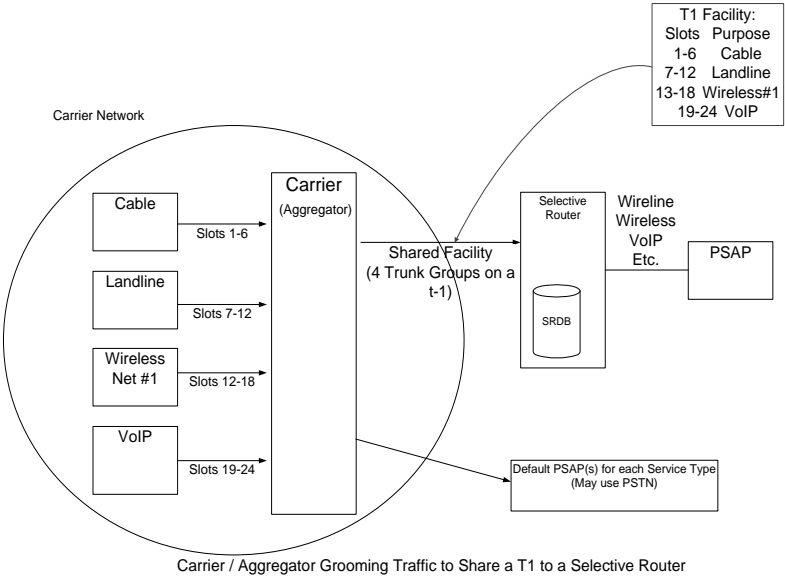 T1 Facility:
Slots Purpose
1-6 Cable
7-12 Landline
13-18 Wireless#1
19-24 VoIP
Carrier Network
Cable
Slots 1-6
Landline
Slots 7-12
Wireless
Net #1
Slots 12-18
VoIP
Slots 19-24
Carrier
(Aggregator)
Shared Facility
(4 Trunk Groups on a
t-1)
Selective
Router
SRDB
Wireline
Wireless
VoIP
Etc.
PSAP
Default PSAP(s) for each Service Type
(May use PSTN)
Carrier / Aggregator Grooming Traffic to Share a T1 to a Selective Router